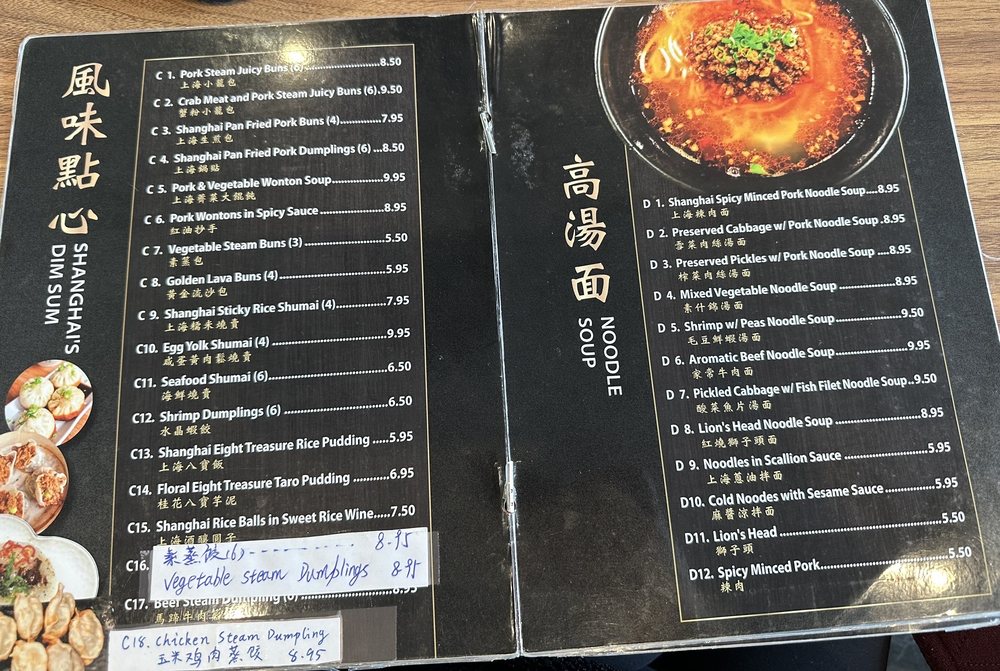 風味點心
SHANGHAI'S
DIM SUM
C 1. Pork Steam Juicy Buns (6)....................8.50
上海小籠包
C 2. Crab Meat and Pork Steam Juicy Buns (6).9.50
蟹粉小籠包
C 3. Shanghai Pan Fried Pork Buns (4)...........7.95
上海生煎包
C 4. Shanghai Pan Fried Pork Dumplings (6) ...8.50
上海鍋貼
C 5. Pork & Vegetable Wonton Soup...............9.95
上海薺菜大餛飩
C 6. Pork Wontons in Spicy Sauce..................8.95
紅油抄手
C 7. Vegetable Steam Buns (3) ......................5.50
素蒸包
C 8. Golden Lava Buns (4)............................5.95
黃金流沙包
C 9. Shanghai Sticky Rice Shumai (4)..............7.95
上海糯米燒賣
C10. Egg Yolk Shumai (4) .............................9.95
咸蛋黃肉鬆燒賣
C11. Seafood Shumai (6)...............................6.50
海鮮燒賣
C12. Shrimp Dumplings (6) ...........................6.50
水晶蝦餃
C13. Shanghai Eight Treasure Rice Pudding .....5.95
上海八寶飯
C14. Floral Eight Treasure Taro Pudding ...........6.95
桂花八寶芋泥
C15. Shanghai Rice Balls in Sweet Rice Wine.....7.50
上海酒釀圓子
C16.
素蒸餃(6)---------- 8.95
Vegetable steam Dumplings 8.95
C17. Beef Steam Dumpling (6) .......................8.95
馬蹄牛肉
C18. Chicken Steam Dumpling
玉米鸡肉蒸饺 8.95
高湯面
NOODLE
SOUP
D 1. Shanghai Spicy Minced Pork Noodle Soup....8.95
上海辣肉面
D 2. Preserved Cabbage w/ Pork Noodle Soup .8.95
雪菜肉絲湯面
D 3. Preserved Pickles w/ Pork Noodle Soup ....8.95
榨菜肉絲湯面
D 4. Mixed Vegetable Noodle Soup ................8.95
素什錦湯面
D 5. Shrimp w/ Peas Noodle Soup..................9.50
毛豆鮮蝦湯面
D 6. Aromatic Beef Noodle Soup....................9.95
家常牛肉面
D 7. Pickled Cabbage w/ Fish Filet Noodle Soup..9.50
酸菜魚片湯面
D 8. Lion's Head Noodle Soup .......................8.95
紅燒獅子頭面
D 9. Noodles in Scallion Sauce ......................5.95
上海蔥油拌面
D10. Cold Noodes with Sesame Sauce..............5.95
麻醬涼拌面
D11. Lion's Head ..........................................5.50
獅子頭
D12. Spicy Minced Pork.................................5.50
辣肉